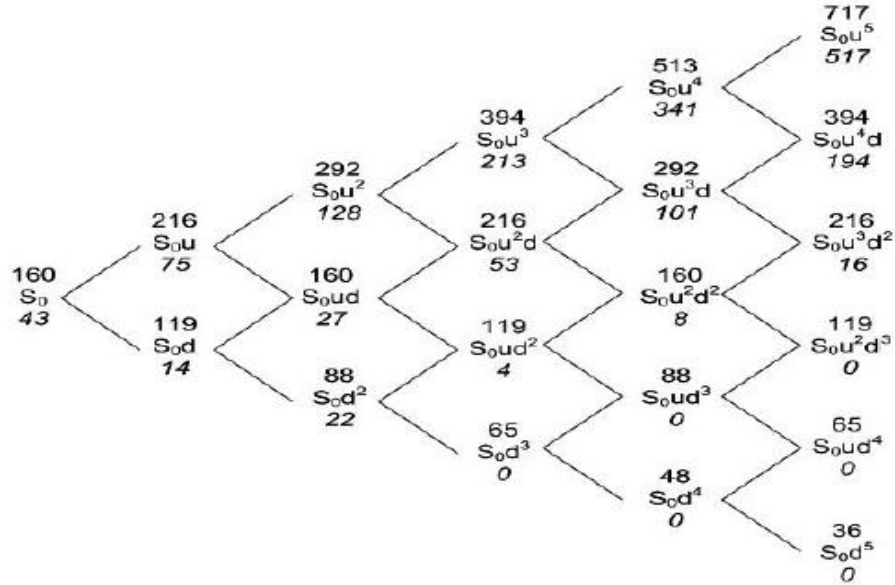 160
S₀
43
216
S₀u
75
119
S₀d
14
292
S₀u²
128
160
S₀ud
27
88
S₀d²
22
394
S₀u³
213
216
S₀u²d
53
119
S₀ud²
4
65
S₀d³
0
513
S₀u⁴
341
292
S₀u³d
101
160
S₀u²d²
8
88
S₀ud³
0
48
S₀d⁴
0
717
S₀u⁵
517
394
S₀u⁴d
194
216
S₀u³d²
16
119
S₀u²d³
0
65
S₀ud⁴
0
36
S₀d⁵
0